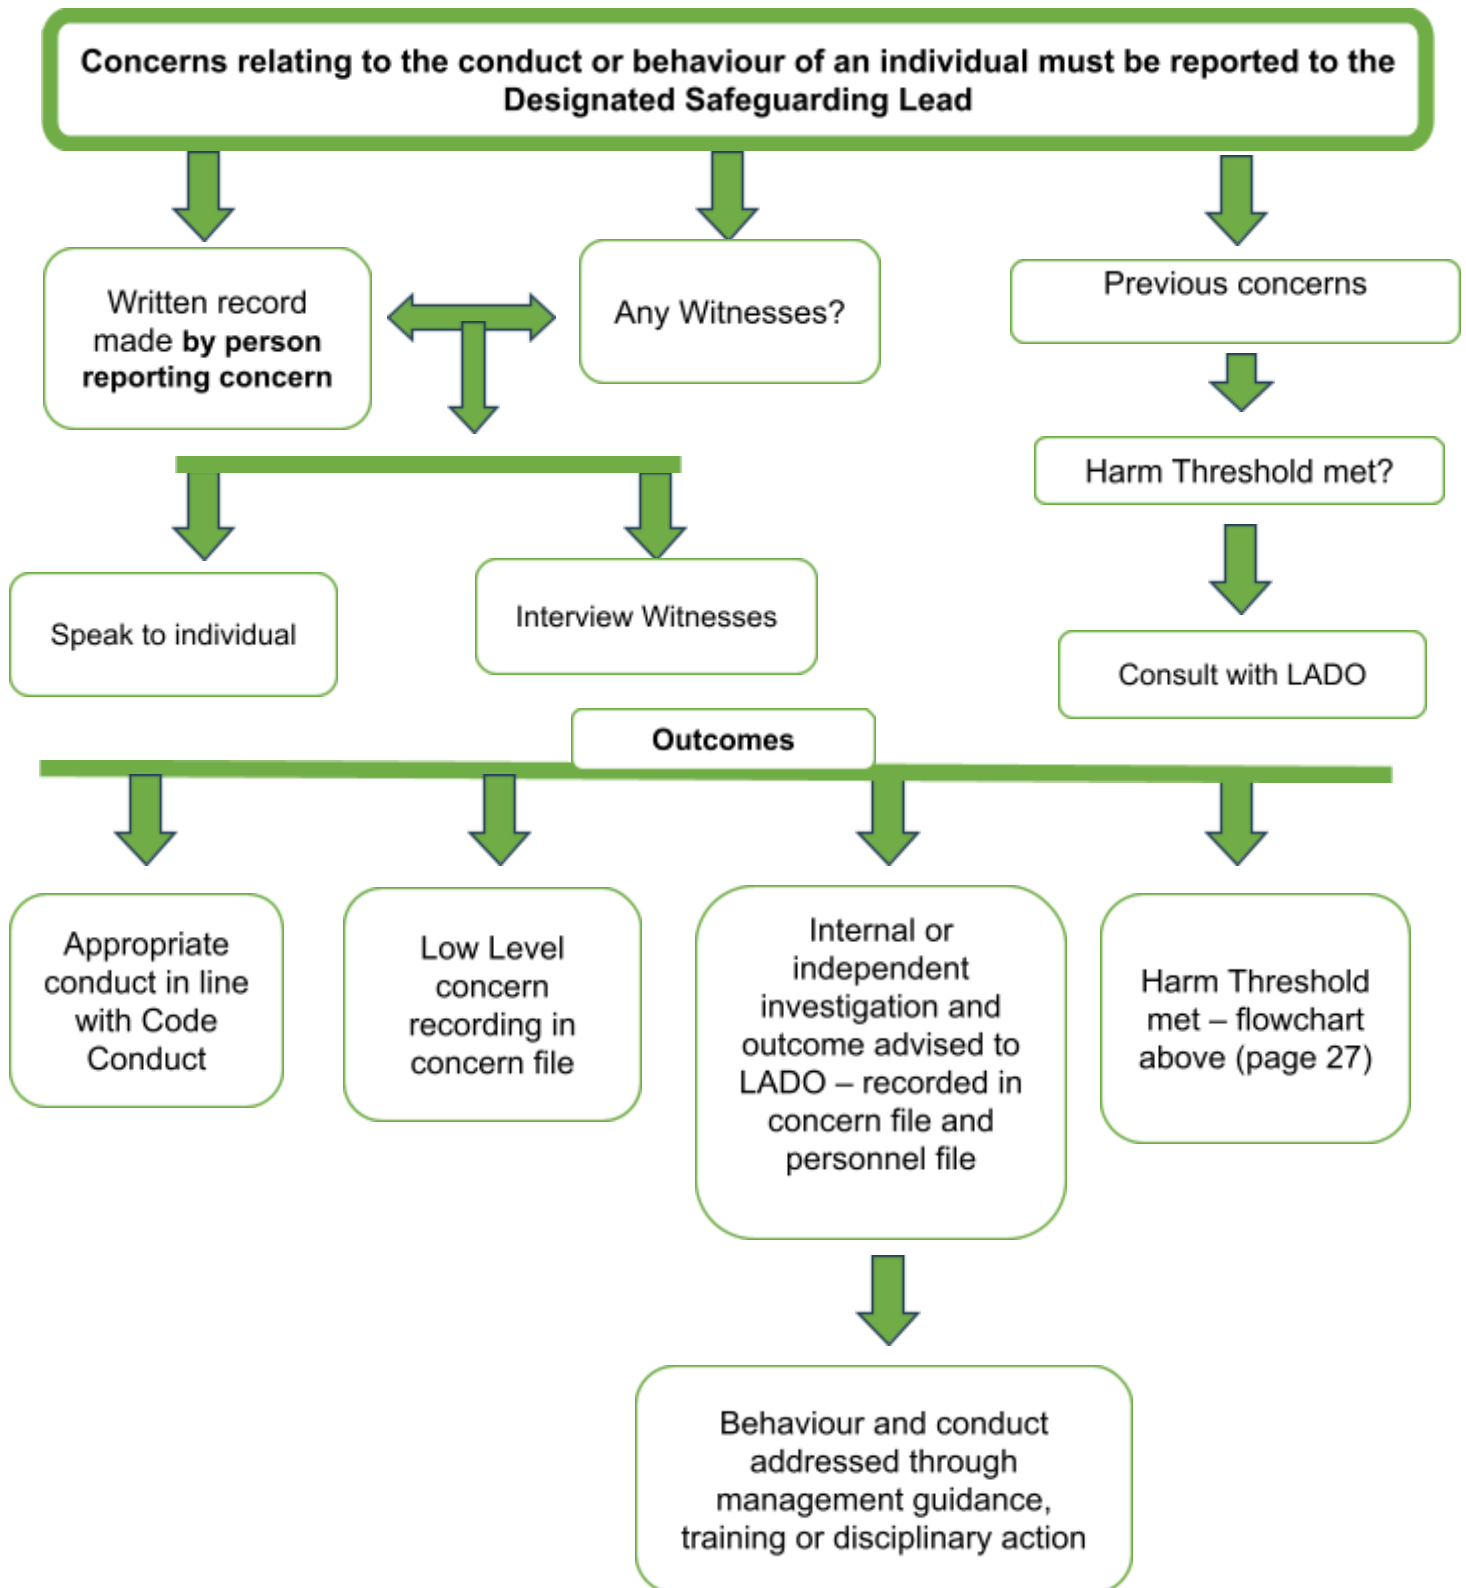 Concerns relating to the conduct or behaviour of an individual must be reported to the
Designated Safeguarding Lead
Written record
made by person
reporting concern
Any Witnesses?
Previous concerns
Harm Threshold met?
Speak to individual
Interview Witnesses
Consult with LADO
Outcomes
Appropriate
conduct in line
with Code
Conduct
Low Level
concern
recording in
concern file
Internal or
independent
investigation and
outcome advised to
LADO – recorded in
concern file and
personnel file
Harm Threshold
met – flowchart
above (page 27)
Behaviour and conduct
addressed through
management guidance,
training or disciplinary action